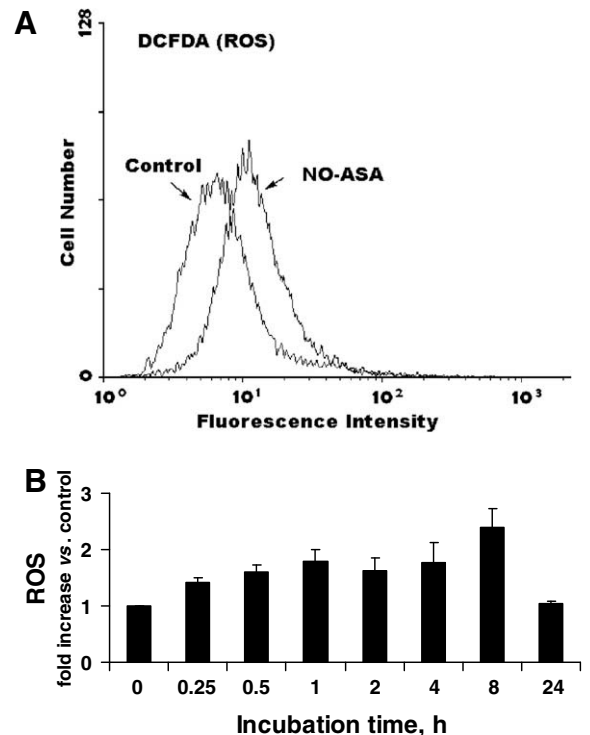 A
128
DCFDA (ROS)
Control
NO-ASA
Cell Number
0
10⁰ 10¹ 10² 10³
Fluorescence Intensity
B
ROS
fold increase vs. control
3
2
1
0
0 0.25 0.5 1 2 4 8 24
Incubation time, h